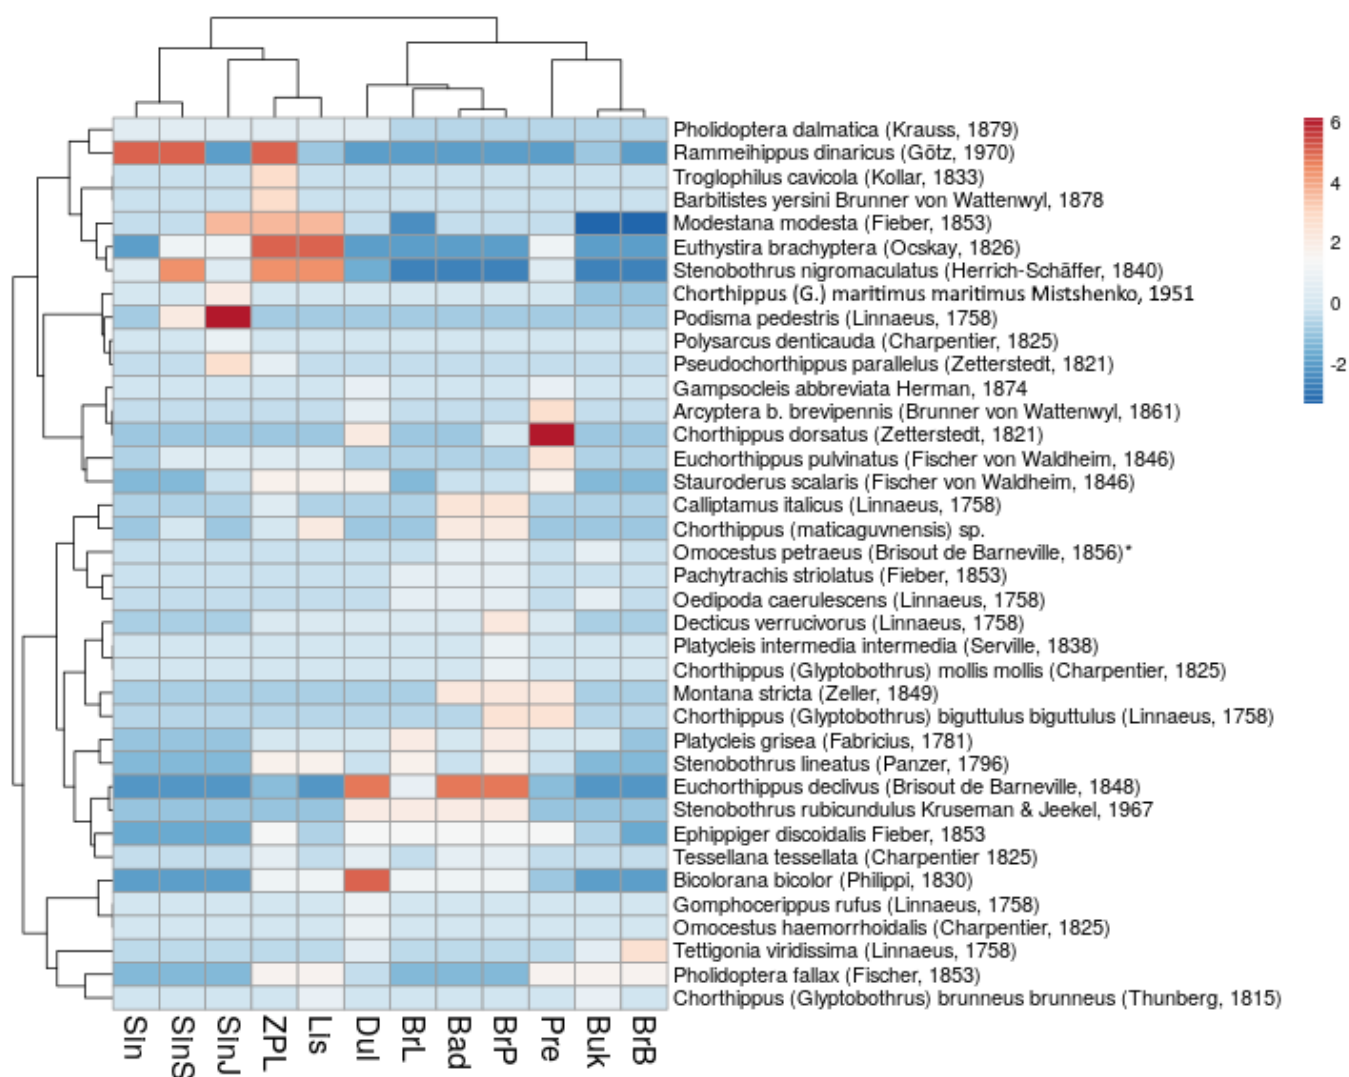 Pholidoptera dalmatica (Krauss, 1879)
Rammeihippus dinaricus (Götz, 1970)
Troglophilus cavicola (Kollar, 1833)
Barbitistes yersini Brunner von Wattenwyl, 1878
Modestana modesta (Fieber, 1853)
Euthystira brachyptera (Ocskay, 1826)
Stenobothrus nigromaculatus (Herrich-Schäffer, 1840)
Chorthippus (G.) maritimus maritimus Mistshenko, 1951
Podisma pedestris (Linnaeus, 1758)
Polysarcus denticauda (Charpentier, 1825)
Pseudochorthippus parallelus (Zetterstedt, 1821)
Gampsocleis abbreviata Herman, 1874
Arcyptera b. brevipennis (Brunner von Wattenwyl, 1861)
Chorthippus dorsatus (Zetterstedt, 1821)
Euchorthippus pulvinatus (Fischer von Waldheim, 1846)
Stauroderus scalaris (Fischer von Waldheim, 1846)
Calliptamus italicus (Linnaeus, 1758)
Chorthippus (maticaguvnensis) sp.
Omocestus petraeus (Brisout de Barneville, 1856)*
Pachytrachis striolatus (Fieber, 1853)
Oedipoda caerulescens (Linnaeus, 1758)
Decticus verrucivorus (Linnaeus, 1758)
Platycleis intermedia intermedia (Serville, 1838)
Chorthippus (Glyptobothrus) mollis mollis (Charpentier, 1825)
Montana stricta (Zeller, 1849)
Chorthippus (Glyptobothrus) biguttulus biguttulus (Linnaeus, 1758)
Platycleis grisea (Fabricius, 1781)
Stenobothrus lineatus (Panzer, 1796)
Euchorthippus declivus (Brisout de Barneville, 1848)
Stenobothrus rubicundulus Kruseman & Jeekel, 1967
Ephippiger discoidalis Fieber, 1853
Tessellana tessellata (Charpentier 1825)
Bicolorana bicolor (Philippi, 1830)
Gomphocerippus rufus (Linnaeus, 1758)
Omocestus haemorrhoidalis (Charpentier, 1825)
Tettigonia viridissima (Linnaeus, 1758)
Pholidoptera fallax (Fischer, 1853)
Chorthippus (Glyptobothrus) brunneus brunneus (Thunberg, 1815)
6
4
2
0
-2
Sln
SlnS
SlnJ
ZPL
Lis
Dul
BrL
Bad
BrP
Pre
Buk
BrB